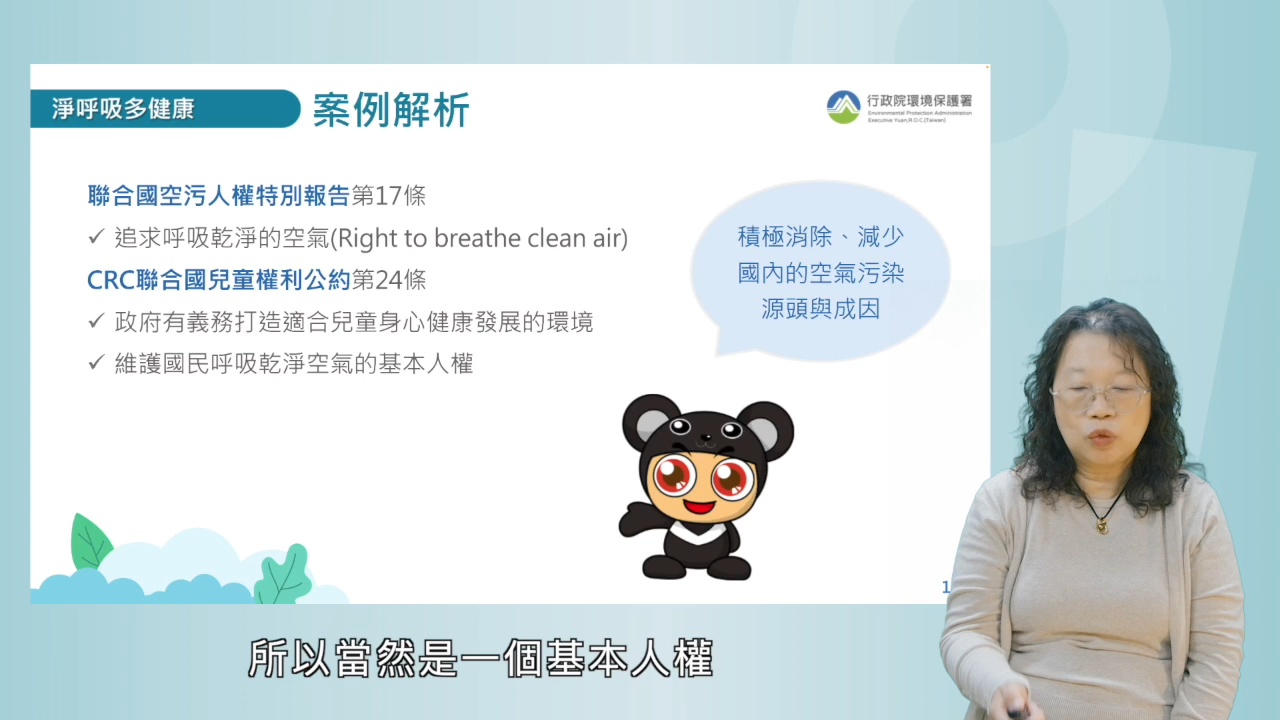 淨呼吸多健康
案例解析
行政院環境保護署
Environmental Protection Administration
Executive Yuan,R.O.C.(Taiwan)
聯合國空污人權特別報告第17條
✓ 追求呼吸乾淨的空氣(Right to breathe clean air)
CRC聯合國兒童權利公約第24條
✓ 政府有義務打造適合兒童身心健康發展的環境
✓ 維護國民呼吸乾淨空氣的基本人權
積極消除、減少
國內的空氣污染
源頭與成因
所以當然是一個基本人權